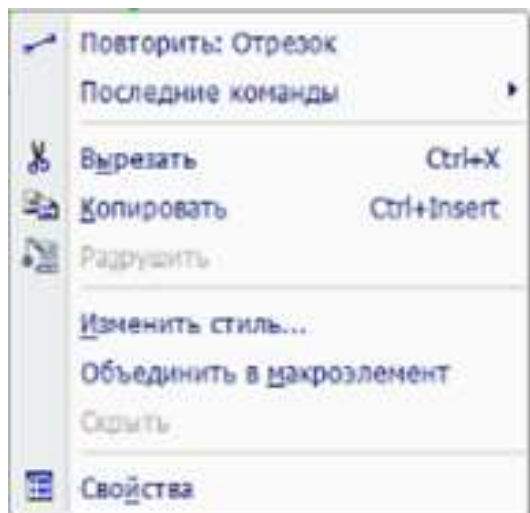 Повторить: Отрезок
Последние команды
Вырезать Ctrl+X
Копировать Ctrl+Insert
Разрушить
Изменить стиль...
Объединить в макроэлемент
Скрыть
Свойства